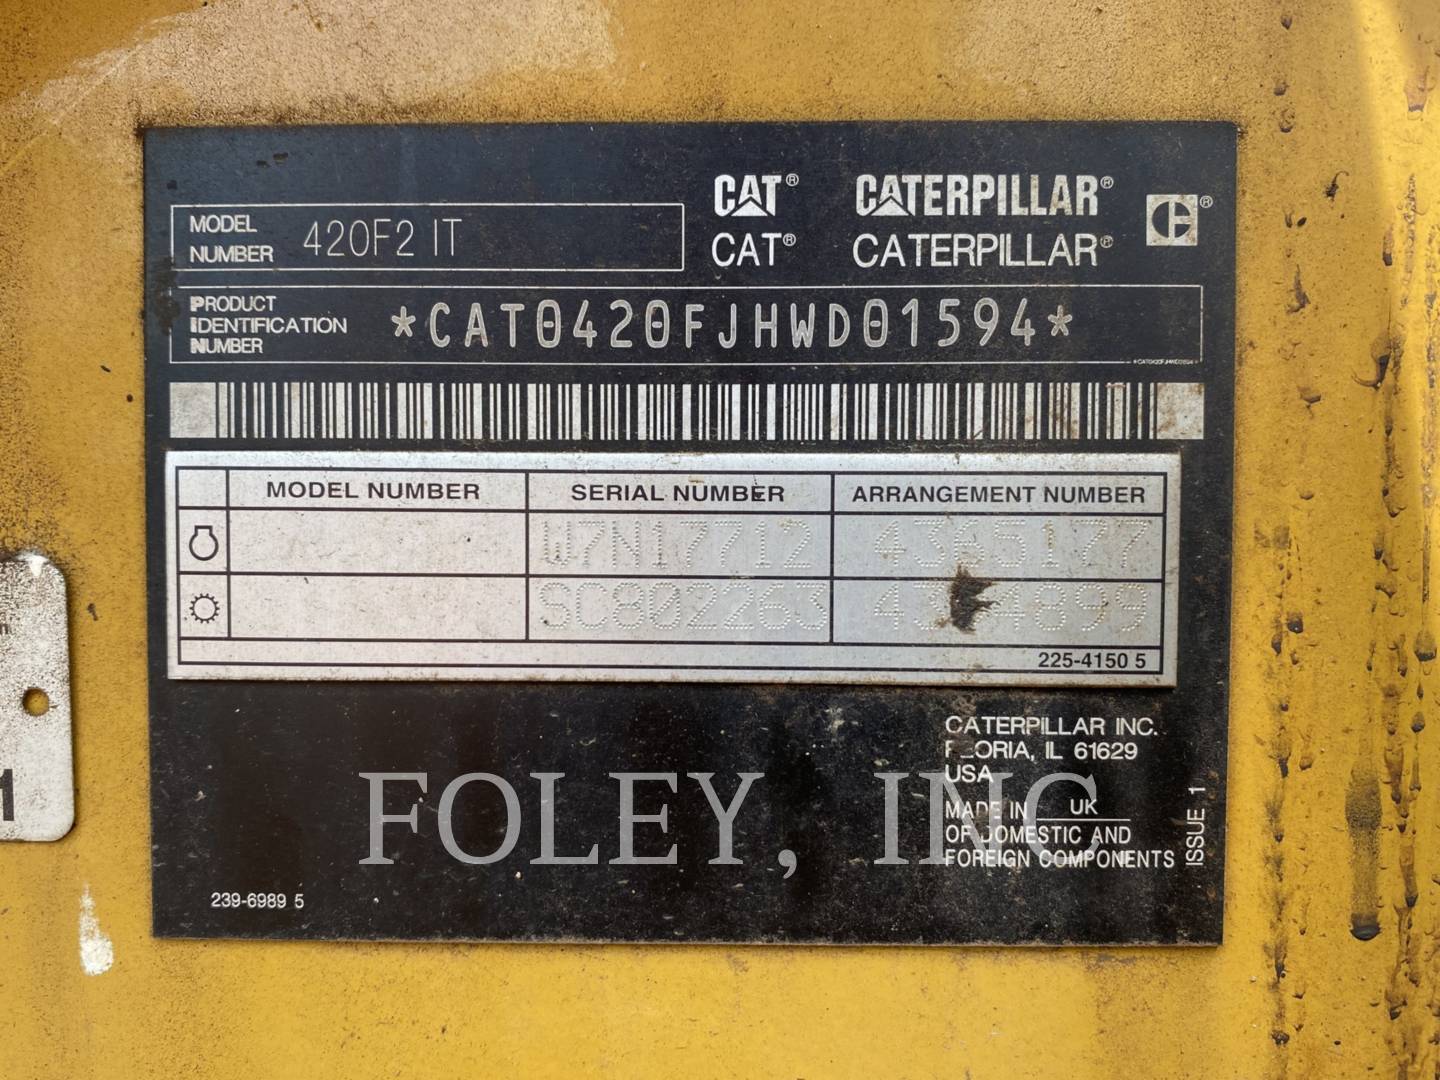 CAT® CATERPILLAR®
CAT® CATERPILLAR®
MODEL NUMBER 420F2 IT
PRODUCT IDENTIFICATION NUMBER *CAT0420FJHWD01594*
*CAT0420FJHWD01594*
MODEL NUMBER SERIAL NUMBER ARRANGEMENT NUMBER
W7N17712 4365177
SC802263
225-4150 5
CATERPILLAR INC.
PEORIA, IL 61629
USA
MADE IN UK
OF DOMESTIC AND
FOREIGN COMPONENTS
ISSUE 1
239-6989 5
FOLEY, INC
1